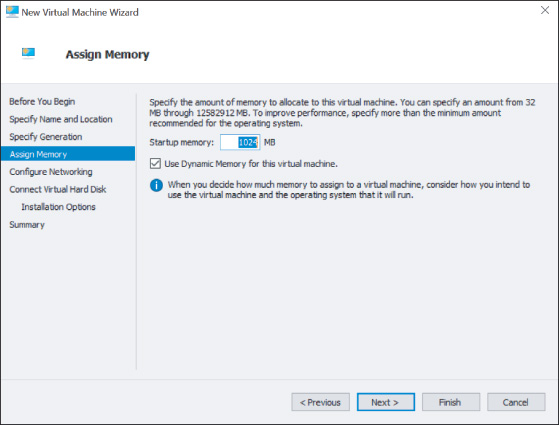 New Virtual Machine Wizard
Assign Memory
Before You Begin
Specify Name and Location
Specify Generation
Assign Memory
Configure Networking
Connect Virtual Hard Disk
Installation Options
Summary
Specify the amount of memory to allocate to this virtual machine. You can specify an amount from 32
MB through 12582912 MB. To improve performance, specify more than the minimum amount
recommended for the operating system.
Startup memory: 1024 MB
Use Dynamic Memory for this virtual machine.
When you decide how much memory to assign to a virtual machine, consider how you intend to
use the virtual machine and the operating system that it will run.
< Previous Next > Finish Cancel